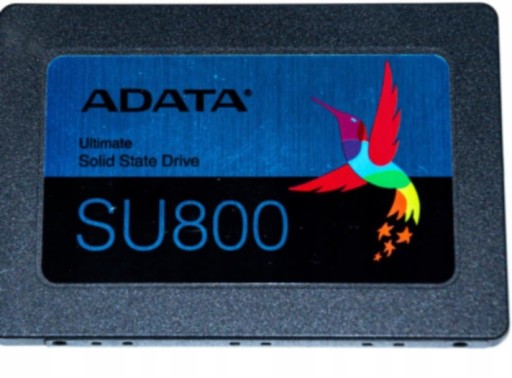 ADATA®
Ultimate
Solid State Drive
SU800